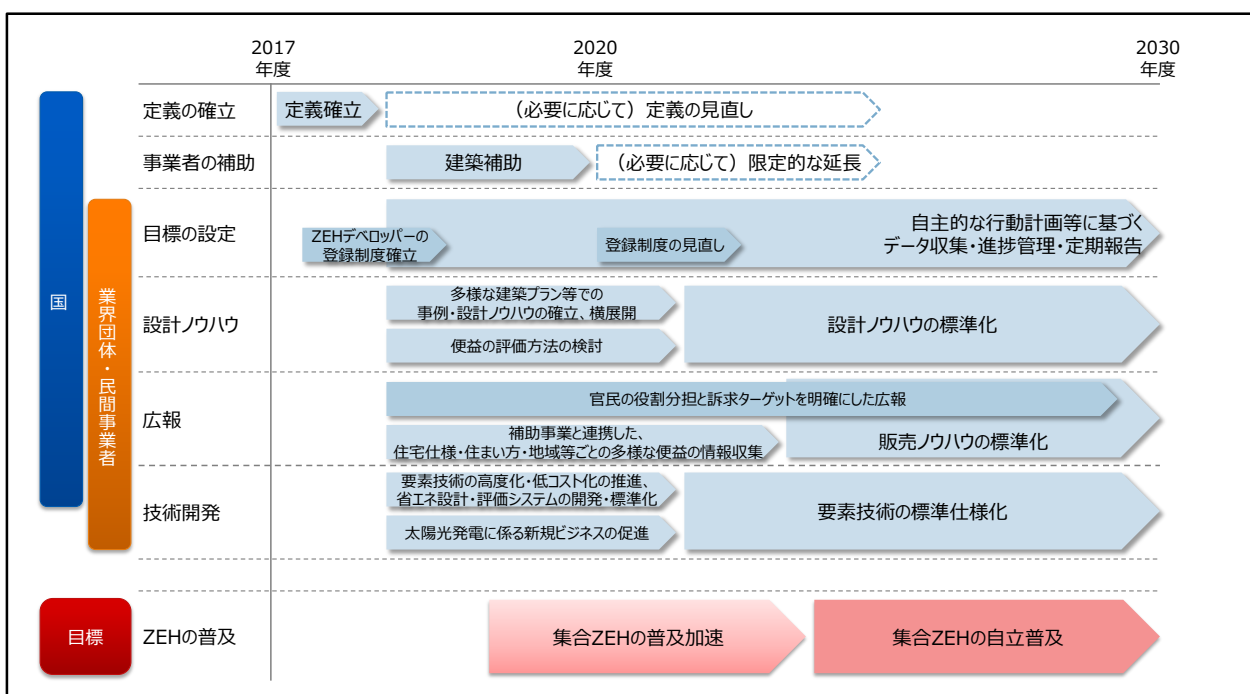 2017
年度
2020
年度
2030
年度
国
業界団体・民間事業者
定義の確立
定義確立
（必要に応じて）定義の見直し
事業者の補助
建築補助
（必要に応じて）限定的な延長
目標の設定
ZEHデベロッパーの
登録制度確立
登録制度の見直し
自主的な行動計画等に基づく
データ収集・進捗管理・定期報告
設計ノウハウ
多様な建築プラン等での
事例・設計ノウハウの確立、横展開
便益の評価方法の検討
設計ノウハウの標準化
広報
官民の役割分担と訴求ターゲットを明確にした広報
補助事業と連携した、
住宅仕様・住まい方・地域等ごとの多様な便益の情報収集
販売ノウハウの標準化
技術開発
要素技術の高度化・低コスト化の推進、
省エネ設計・評価システムの開発・標準化
太陽光発電に係る新規ビジネスの促進
要素技術の標準仕様化
目標
ZEHの普及
集合ZEHの普及加速
集合ZEHの自立普及